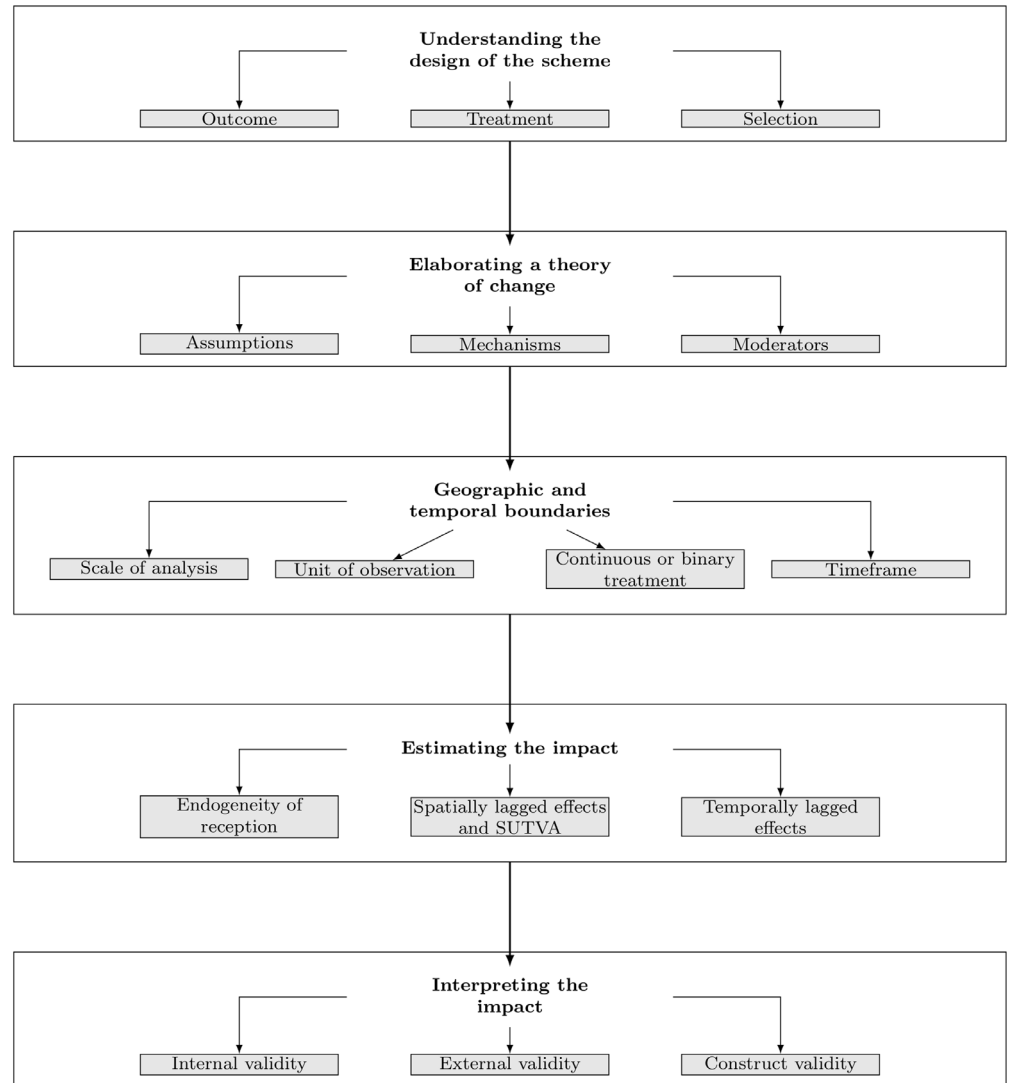 Understanding the
design of the scheme
Outcome
Treatment
Selection
Elaborating a theory
of change
Assumptions
Mechanisms
Moderators
Geographic and
temporal boundaries
Scale of analysis
Unit of observation
Continuous or binary
treatment
Timeframe
Estimating the impact
Endogeneity of
reception
Spatially lagged effects
and SUTVA
Temporally lagged
effects
Interpreting the
impact
Internal validity
External validity
Construct validity